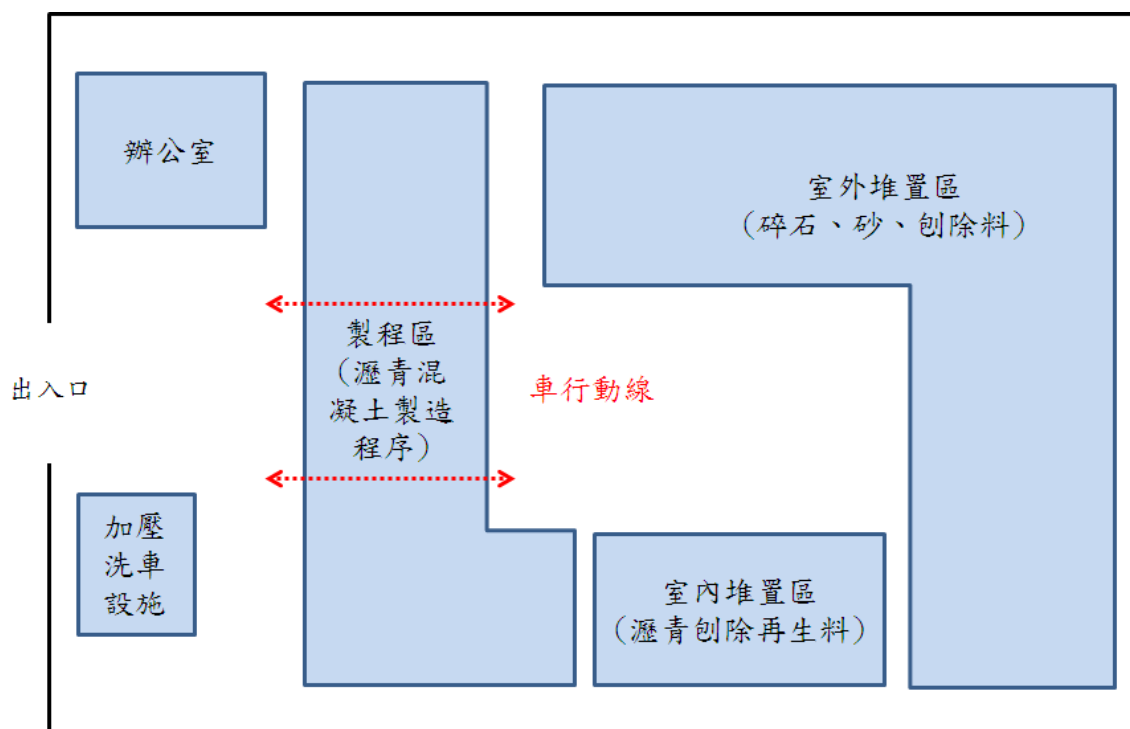 辦公室
室外堆置區
（碎石、砂、刨除料）
製程區
（瀝青混
凝土製造
程序）
出入口
車行動線
加壓
洗車
設施
室內堆置區
（瀝青刨除再生料）